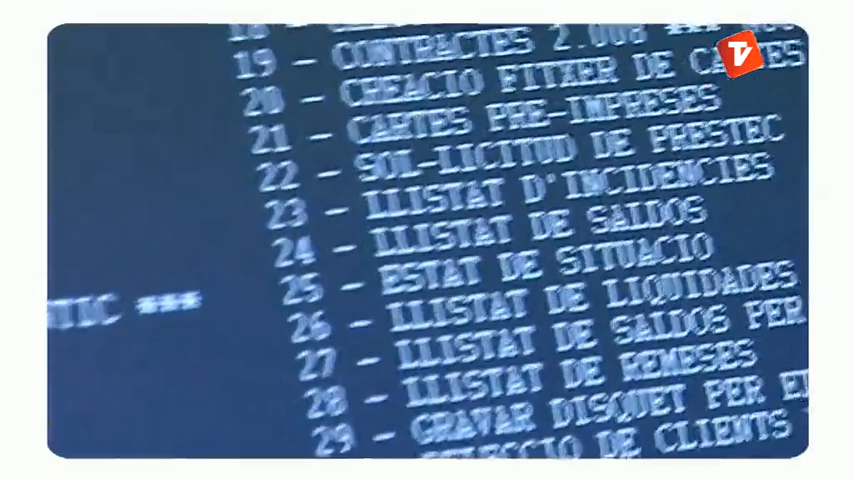 18 -
19 - CONTRACTES ***
20 - CREACIO FITXER DE
21 - CARTES PRE-IMPRESES
22 - SOL-LICITUD DE PRESTEC
23 - LLISTAT D'INCIDENCIES
24 - LLISTAT DE SALDOS
*** 25 - ESTAT DE SITUACIO
26 - LLISTAT DE LIQUIDADES
27 - LLISTAT DE SALDOS PER
28 - LLISTAT DE REMESES
29 - GRAVAR DISQUET PER
DE CLIENTS
TV